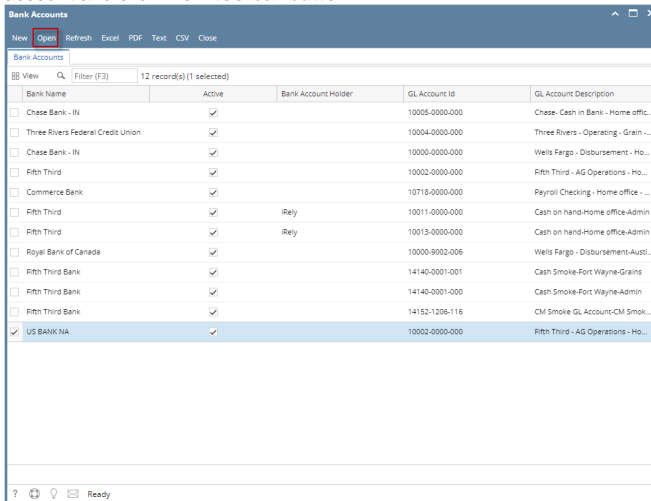 Bank Accounts
New Open Refresh Excel PDF Text CSV Close
Bank Accounts
View Filter (F3) 12 record(s) (1 selected)
Bank Name Active Bank Account Holder GL Account Id GL Account Description
Chase Bank - IN 10005-0000-000 Chase- Cash in Bank - Home offic...
Three Rivers Federal Credit Union 10004-0000-000 Three Rivers - Operating - Grain -...
Chase Bank - IN 10000-0000-000 Wells Fargo - Disbursement - Ho...
Fifth Third 10002-0000-000 Fifth Third - AG Operations - Ho...
Commerce Bank 10718-0000-000 Payroll Checking - Home office - ...
Fifth Third iRely 10011-0000-000 Cash on hand-Home office-Admin
Fifth Third iRely 10013-0000-000 Cash on hand-Home office-Admin
Royal Bank of Canada 10000-9002-006 Wells Fargo - Disbursement-Austi...
Fifth Third Bank 14140-0001-001 Cash Smoke-Fort Wayne-Grains
Fifth Third Bank 14140-0000-001 Cash Smoke-Fort Wayne-Admin
Fifth Third Bank 14152-1206-116 CM Smoke GL Account-CM Smok...
US BANK NA 10002-0000-000 Fifth Third - AG Operations - Ho...
? Ready